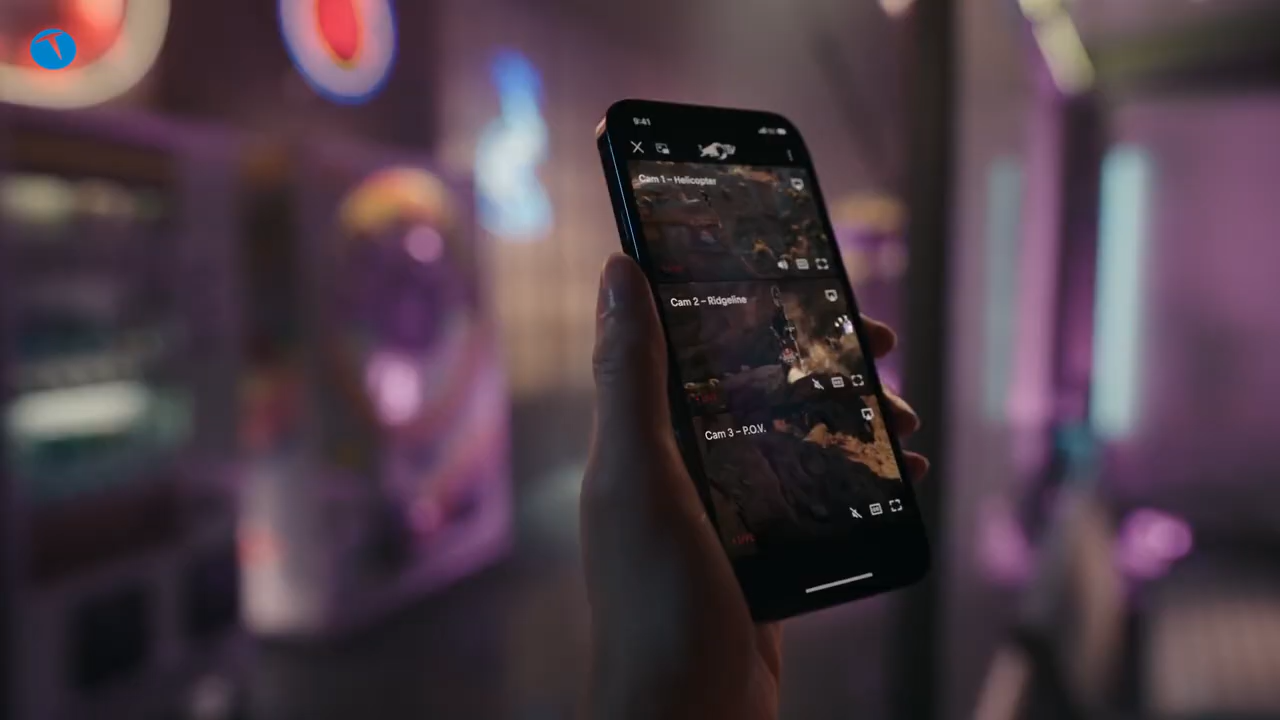 9:41
Cam 1 – Helicopter
Cam 2 – Ridgeline
Cam 3 – P.O.V.